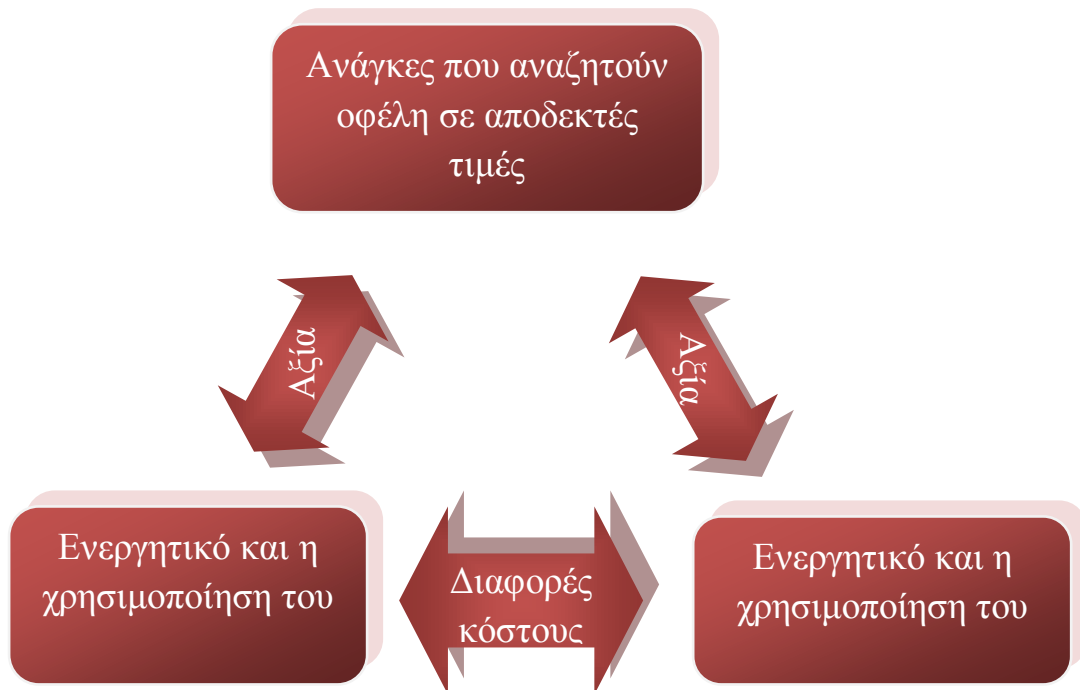 Ανάγκες που αναζητούν
οφέλη σε αποδεκτές
τιμές
Αξία
Αξία
Ενεργητικό και η
χρησιμοποίηση του
Διαφορές
κόστους
Ενεργητικό και η
χρησιμοποίηση του